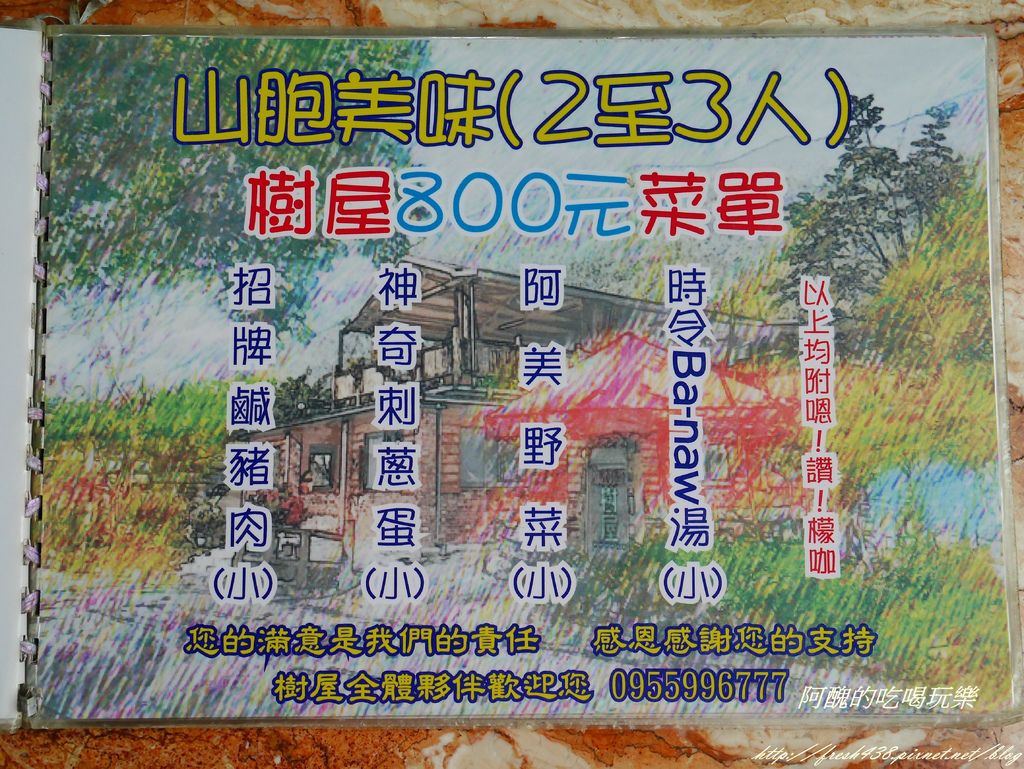 山胞美味(2至3人)
樹屋800元菜單
招牌鹹豬肉(小)
神奇刺蔥蛋(小)
阿美野菜(小)
時令Ba-naw湯(小)
以上均附嗯!讚!檬咖
您的滿意是我們的責任 感恩感謝您的支持
樹屋全體夥伴歡迎您 0955996777
阿醜的吃喝玩樂
http://fresh438.pixnet.net/blog